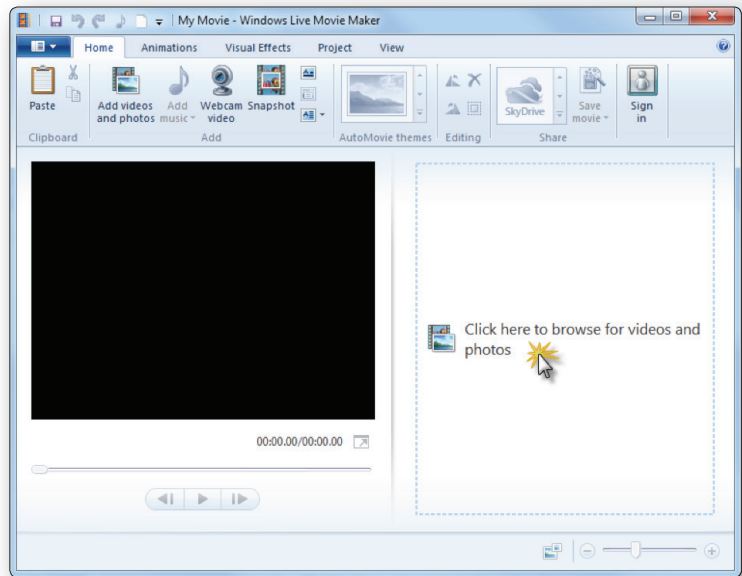 My Movie - Windows Live Movie Maker
Home Animations Visual Effects Project View
Paste
Add videos and photos
Add music
Webcam video
Snapshot
SkyDrive
Save movie
Sign in
Clipboard Add AutoMovie themes Editing Share
Click here to browse for videos and
photos
00:00.00/00:00.00